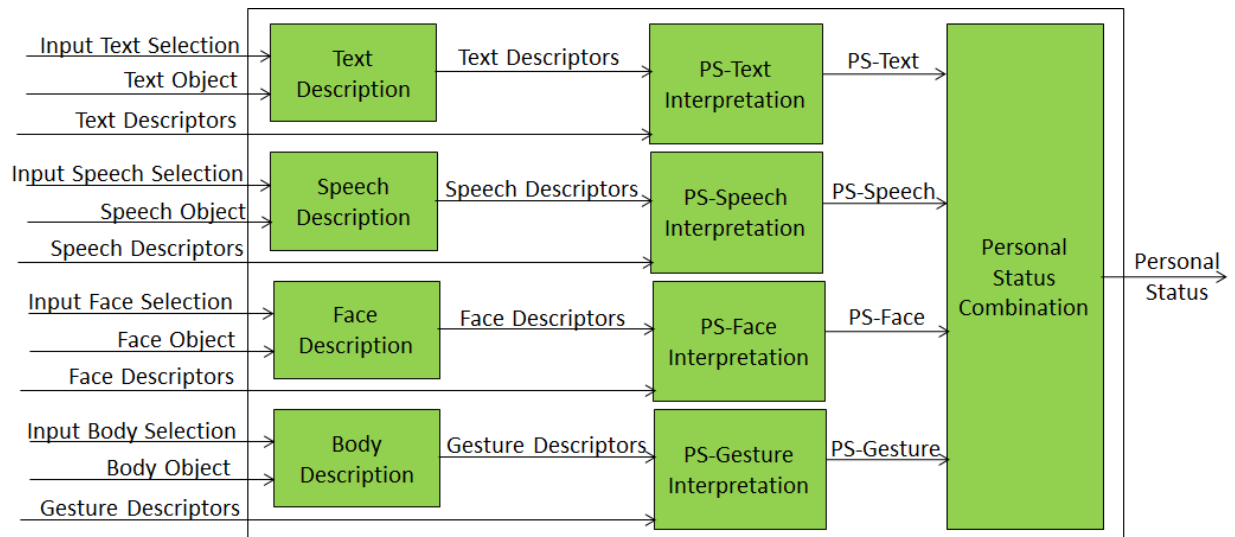 Input Text Selection
Text Object
Text Descriptors
Text
Description
Text Descriptors
PS-Text
Interpretation
PS-Text
Input Speech Selection
Speech Object
Speech Descriptors
Speech
Description
Speech Descriptors
PS-Speech
Interpretation
PS-Speech
Input Face Selection
Face Object
Face Descriptors
Face
Description
Face Descriptors
PS-Face
Interpretation
PS-Face
Input Body Selection
Body Object
Gesture Descriptors
Body
Description
Gesture Descriptors
PS-Gesture
Interpretation
PS-Gesture
Personal
Status
Combination
Personal
Status